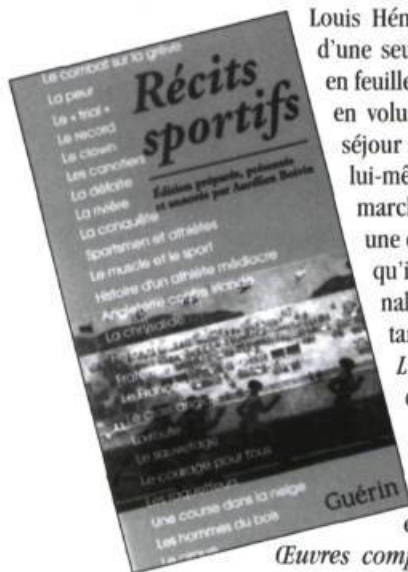 Récits
sportifs
Édition préparée, présentée
et annotée par Aurélien Boivin
Le combat sur la grève
La peur
Le « trial »
Le record
Le clown
Les canotiers
La défaite
La rivière
La conquête
Sportsmen et athlètes
Le muscle et le sport
Histoire d'un athlète médiocre
Angleterre contre Irlande
La chrysalide
Le sauvetage
Le courage pour tous
Les raquetteurs
Une course dans la neige
Les hommes du bois
Guérin
Louis Hén
d'une seu
en feuille
en volu
séjour
lui-mê
march
une
qu'i
nal
tar
L
Œuvres comp